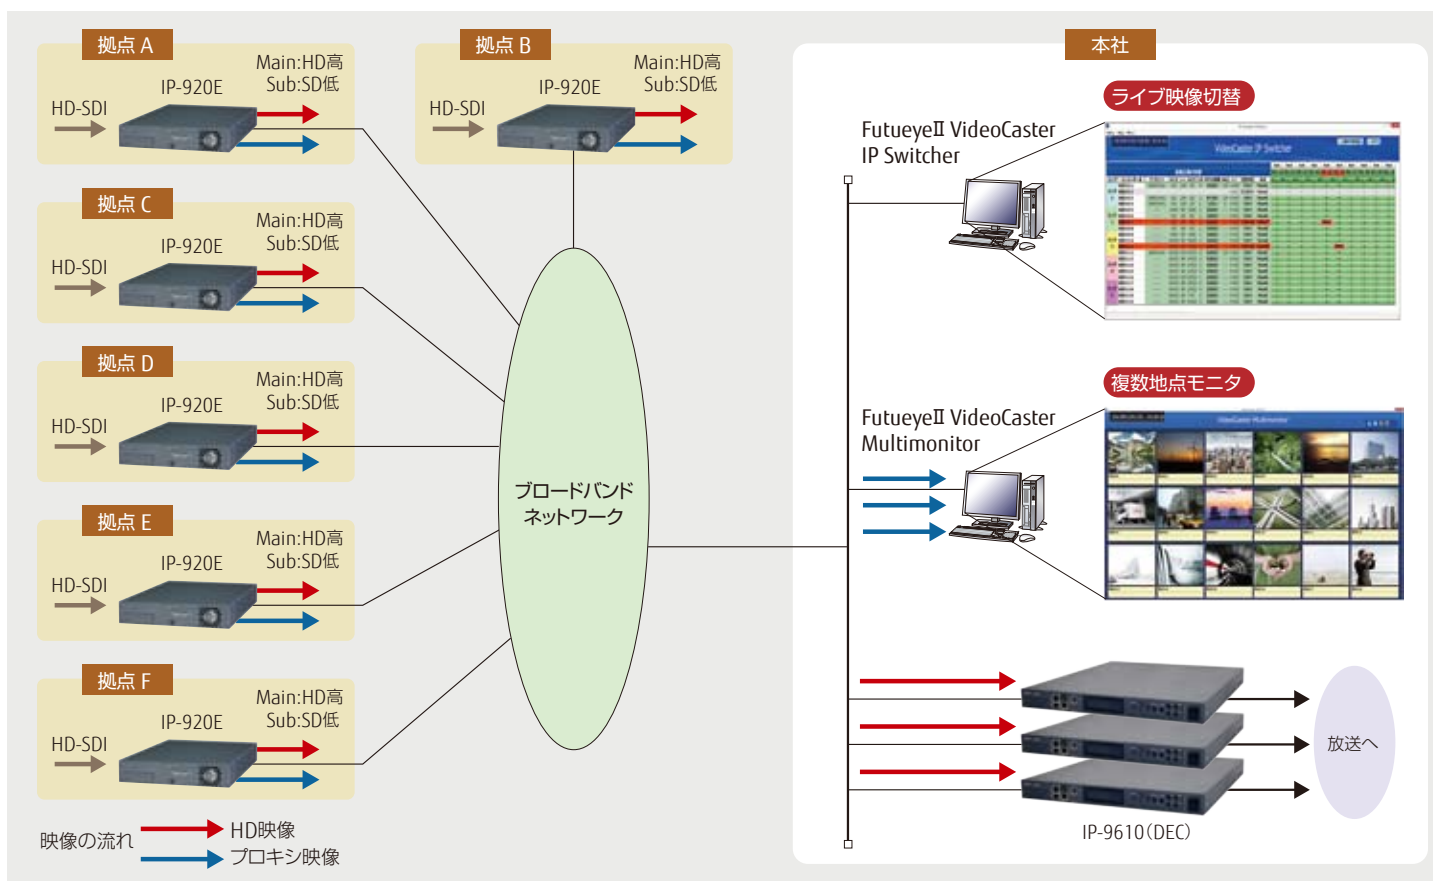 拠点 A
Main:HD高
Sub:SD低
IP-920E
HD-SDI
拠点 B
Main:HD高
Sub:SD低
IP-920E
HD-SDI
拠点 C
Main:HD高
Sub:SD低
IP-920E
HD-SDI
拠点 D
Main:HD高
Sub:SD低
IP-920E
HD-SDI
拠点 E
Main:HD高
Sub:SD低
IP-920E
HD-SDI
拠点 F
Main:HD高
Sub:SD低
IP-920E
HD-SDI
ブロードバンド
ネットワーク
本社
ライブ映像切替
FutueyeⅡ VideoCaster
IP Switcher
VideoCaster IP Switcher
複数地点モニタ
FutueyeⅡ VideoCaster
Multimonitor
VideoCaster Multimonitor
放送へ
IP-9610(DEC)
映像の流れ
HD映像
プロキシ映像